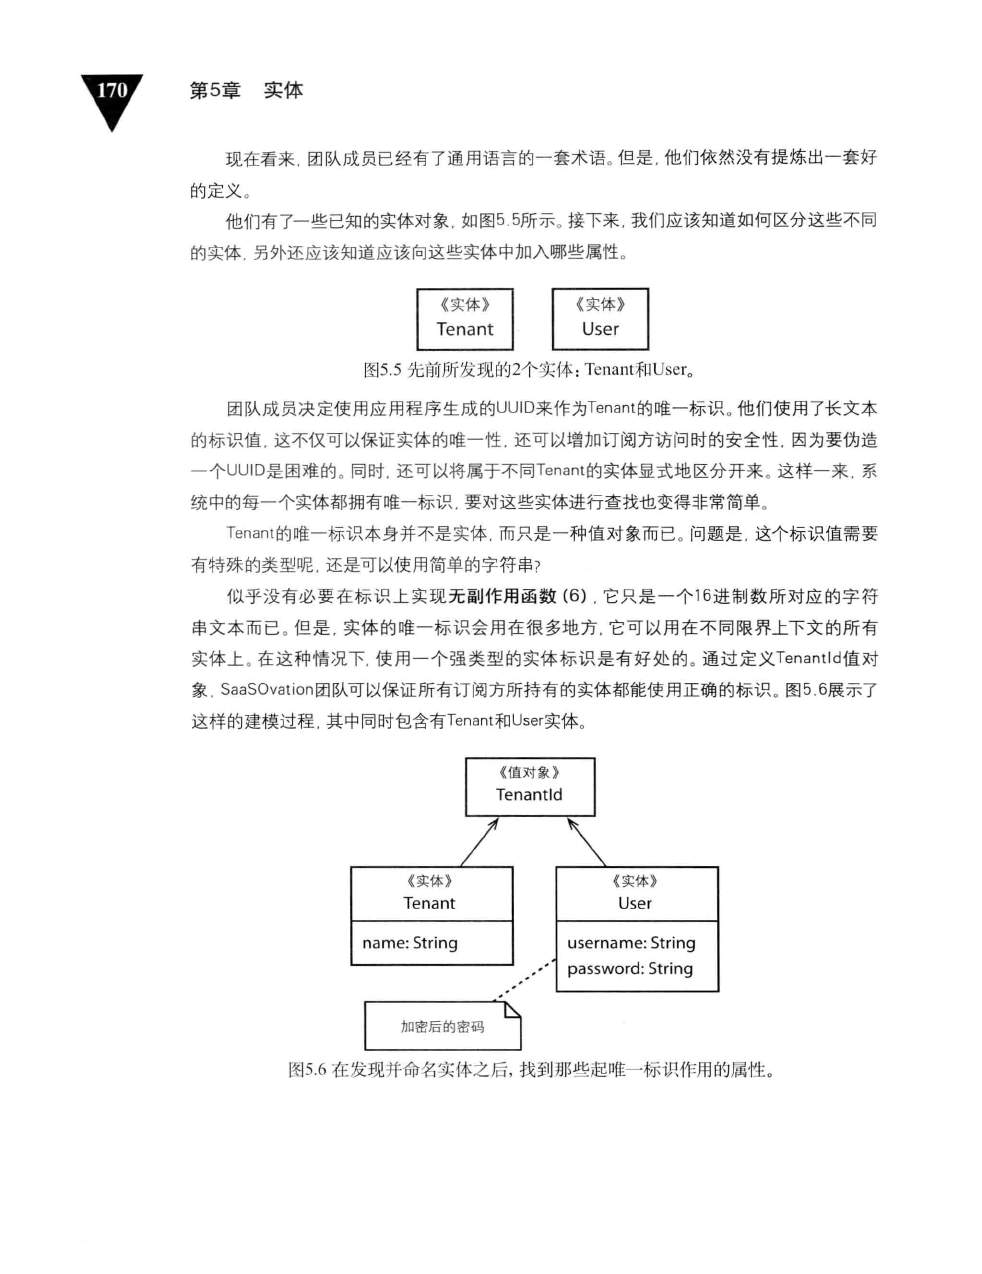 170
第5章 实体
现在看来,团队成员已经有了通用语言的一套术语。但是,他们依然没有提炼出一套好
的定义。
他们有了一些已知的实体对象,如图5.5所示。接下来,我们应该知道如何区分这些不同
的实体,另外还应该知道应该向这些实体中加入哪些属性。
《实体》 《实体》
Tenant User
图5.5 先前所发现的2个实体:Tenant和User。
团队成员决定使用应用程序生成的UUID来作为Tenant的唯一标识。他们使用了长文本
的标识值,这不仅可以保证实体的唯一性,还可以增加订阅方访问时的安全性,因为要伪造
一个UUID是困难的。同时,还可以将属于不同Tenant的实体显式地区分开来。这样一来,系
统中的每一个实体都拥有唯一标识,要对这些实体进行查找也变得非常简单。
Tenant的唯一标识本身并不是实体,而只是一种值对象而已。问题是,这个标识值需要
有特殊的类型呢,还是可以使用简单的字符串?
似乎没有必要在标识上实现无副作用函数(6),它只是一个16进制数所对应的字符
串文本而已。但是,实体的唯一标识会用在很多地方,它可以用在不同限界上下文的所有
实体上。在这种情况下,使用一个强类型的实体标识是有好处的。通过定义TenantId值对
象,SaaSOvation团队可以保证所有订阅方所持有的实体都能使用正确的标识。图5.6展示了
这样的建模过程,其中同时包含有Tenant和User实体。
《值对象》
TenantId
《实体》 《实体》
Tenant User
name: String username: String
password: String
加密后的密码
图5.6 在发现并命名实体之后,找到那些起唯一标识作用的属性。